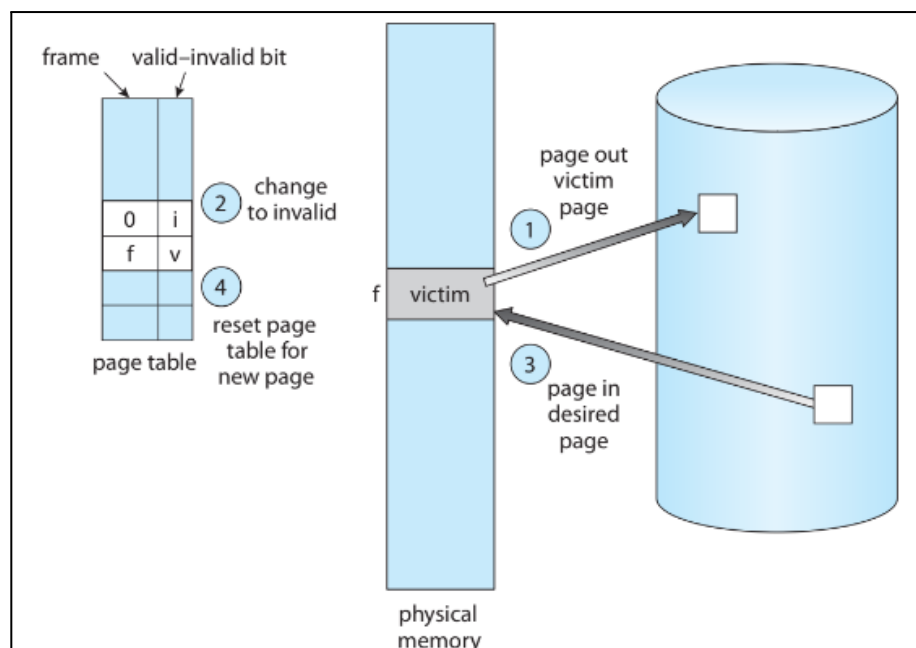 frame
valid–invalid bit
0 i
f v
page table
2
change
to invalid
4
reset page
table for
new page
f
victim
physical
memory
1
page out
victim
page
3
page in
desired
page